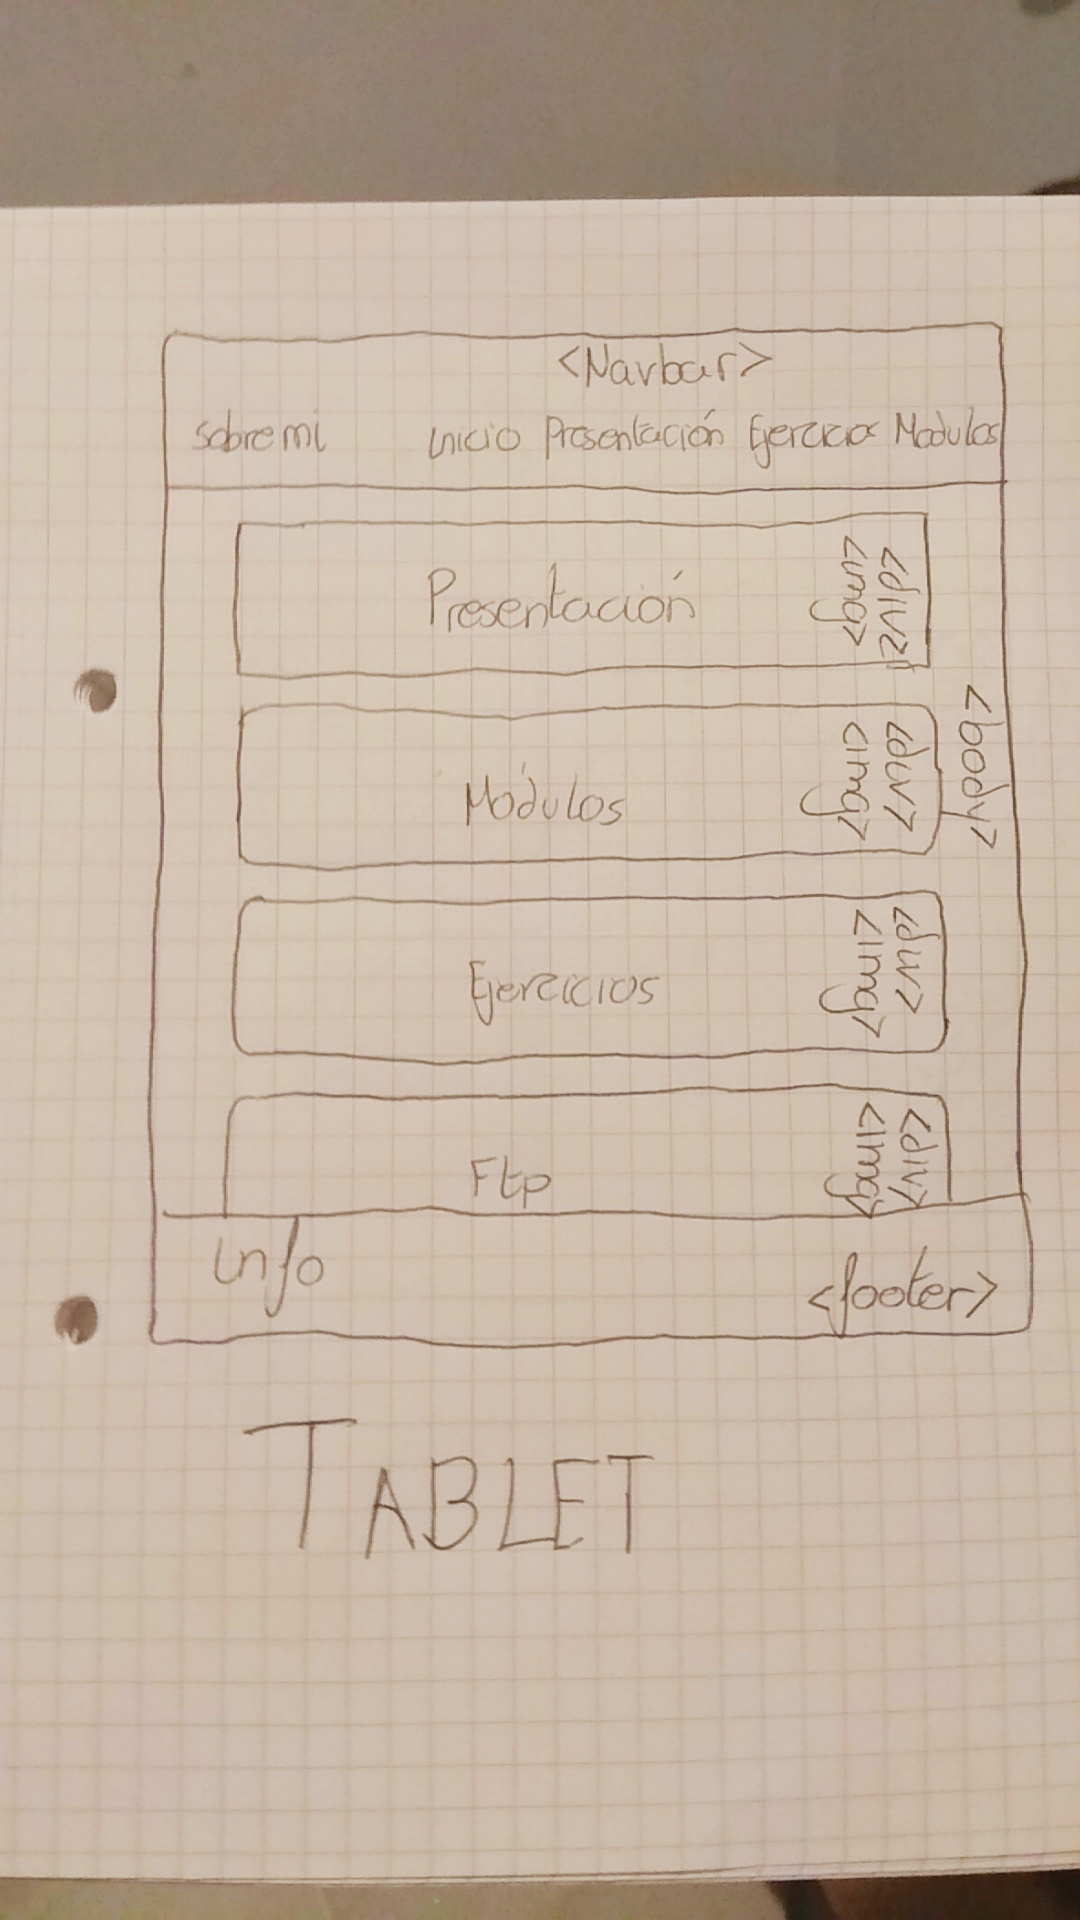 <Navbar>
sobre mi Inicio Presentación Ejercicios Modulos
Presentación
<div>
<img>
Módulos
<div>
<img>
<body>
Ejercicios
<div>
<img>
Ftp
<div>
<img>
info
<footer>
TABLET